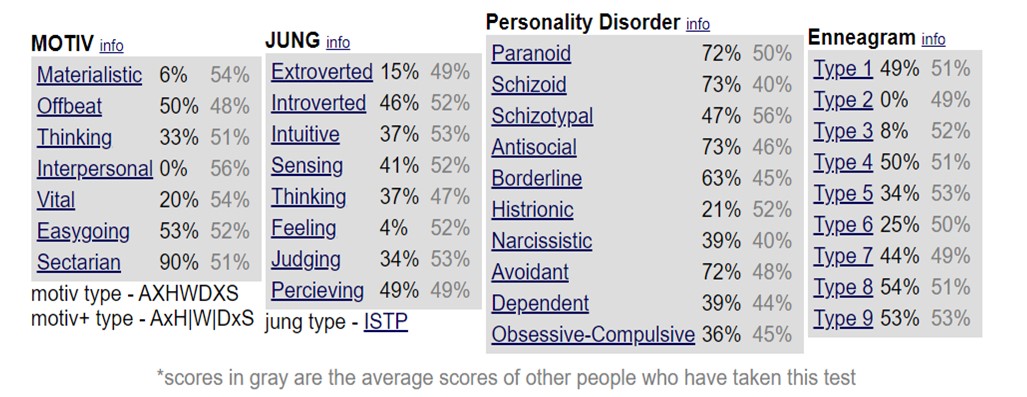 MOTIV info
Materialistic 6% 54%
Offbeat 50% 48%
Thinking 33% 51%
Interpersonal 0% 56%
Vital 20% 54%
Easygoing 53% 52%
Sectarian 90% 51%
motiv type - AXHWDXS
motiv+ type - AxH|W|DxS
JUNG info
Extroverted 15% 49%
Introverted 46% 52%
Intuitive 37% 53%
Sensing 41% 52%
Thinking 37% 47%
Feeling 4% 52%
Judging 34% 53%
Percieving 49% 49%
jung type - ISTP
Personality Disorder info
Paranoid 72% 50%
Schizoid 73% 40%
Schizotypal 47% 56%
Antisocial 73% 46%
Borderline 63% 45%
Histrionic 21% 52%
Narcissistic 39% 40%
Avoidant 72% 48%
Dependent 39% 44%
Obsessive-Compulsive 36% 45%
Enneagram info
Type 1 49% 51%
Type 2 0% 49%
Type 3 8% 52%
Type 4 50% 51%
Type 5 34% 53%
Type 6 25% 50%
Type 7 44% 49%
Type 8 54% 51%
Type 9 53% 53%
*scores in gray are the average scores of other people who have taken this test